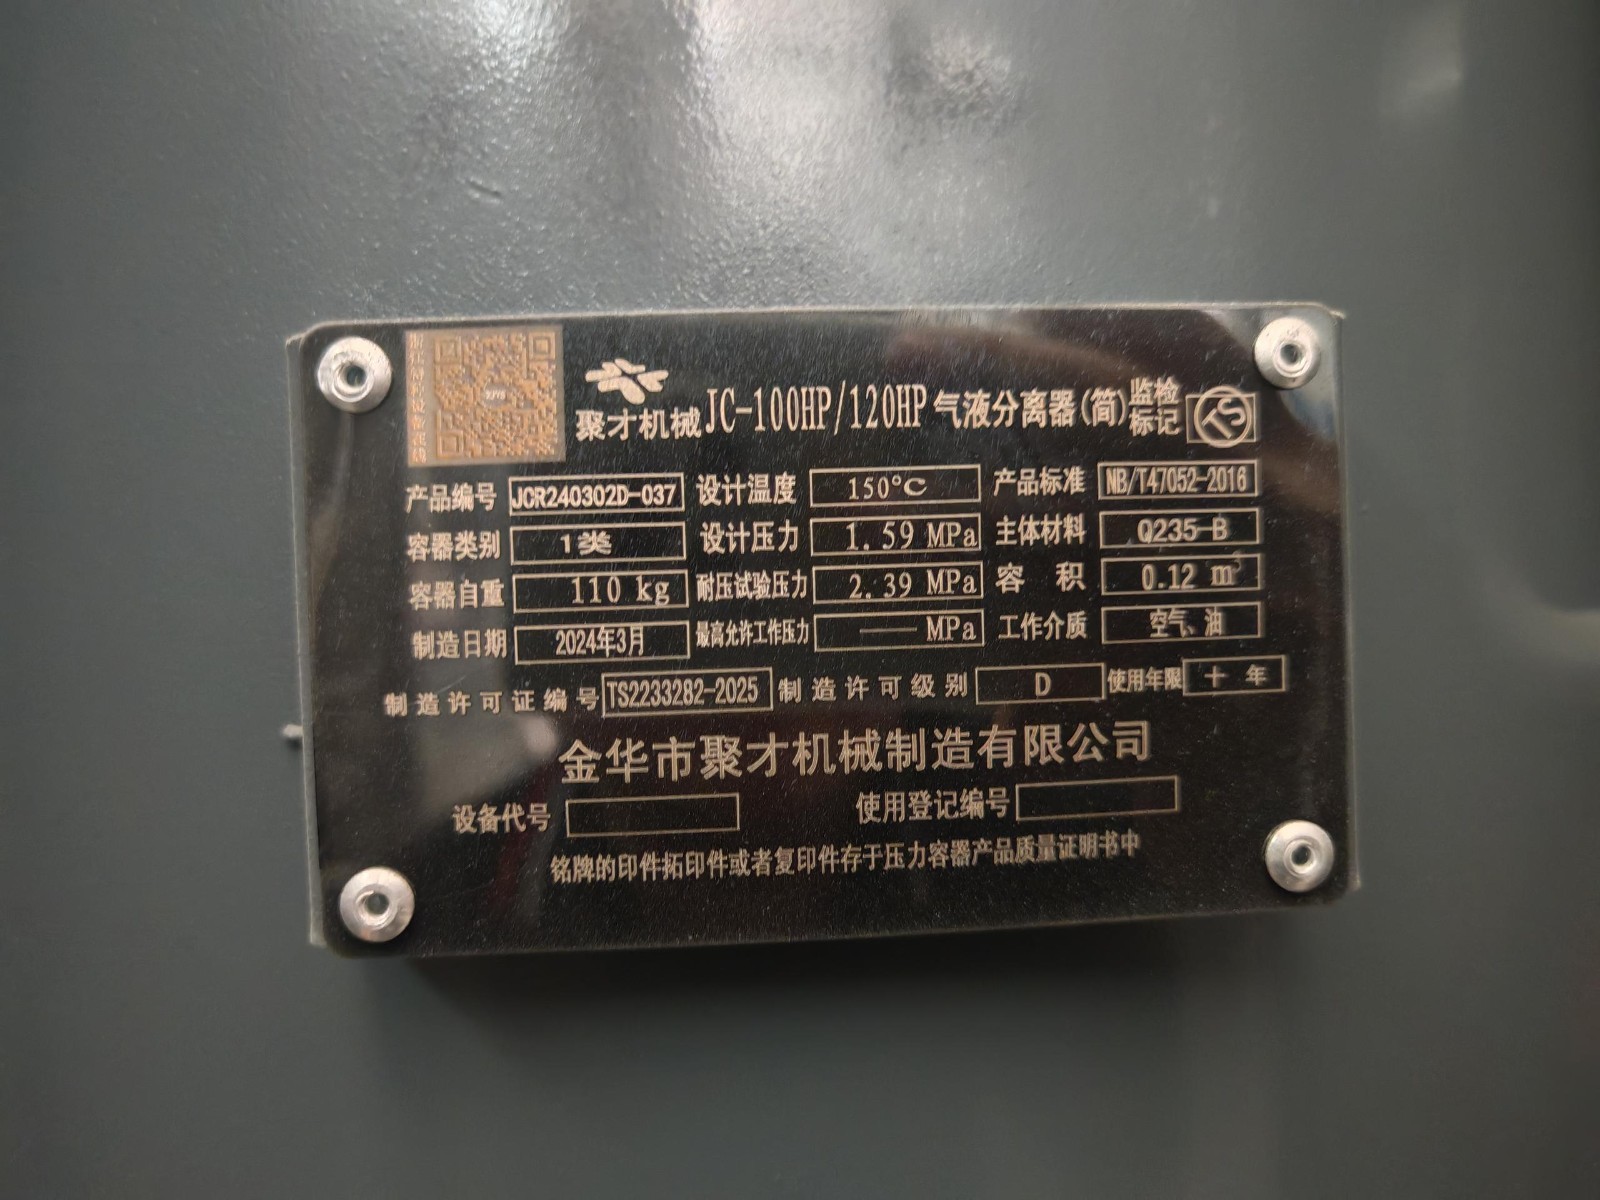 聚才机械 JC-100HP/120HP 气液分离器(简) 监检标记 TS
产品编号 JCR240302D-037 设计温度 150℃ 产品标准 NB/T47052-2016
容器类别 1类 设计压力 1.59 MPa 主体材料 Q235-B
容器自重 110 kg 耐压试验压力 2.39 MPa 容积 0.12 m³
制造日期 2024年3月 最高允许工作压力 —— MPa 工作介质 空气、油
制造许可证编号 TS2233282-2025 制造许可级别 D 使用年限 十 年
金华市聚才机械制造有限公司
设备代号 使用登记编号
铭牌的印件拓印件或者复印件存于压力容器产品质量证明书中